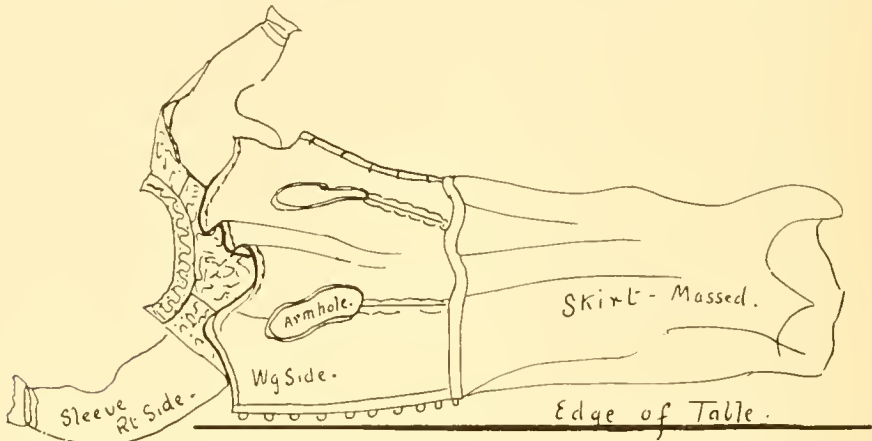 Armhole.
Skirt - Massed.
Wg Side.
Sleeve
Rt Side.
Edge of Table.